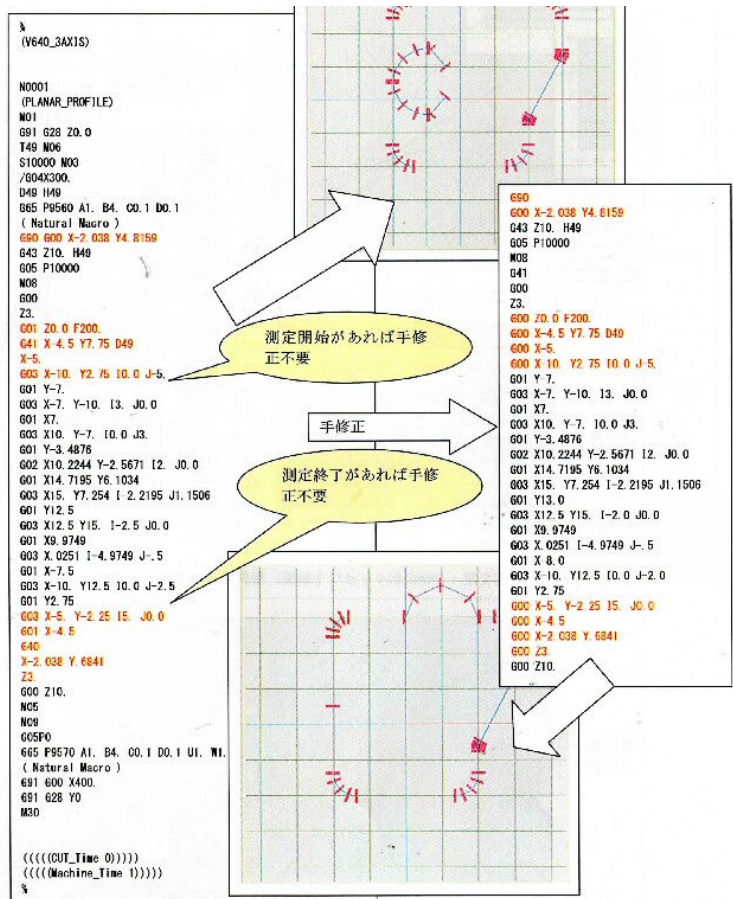 %
(V640_3AXIS)
N0001
(PLANAR_PROFILE)
M01
G91 G28 Z0.0
T49 M06
S10000 M03
/G04X300.
D49 H49
G65 P9560 A1. B4. C0.1 D0.1
( Natural Macro )
G90 G00 X-2.038 Y4.8159
G43 Z10. H49
G05 P10000
M08
G00
Z3.
G01 Z0.0 F200.
G41 X-4.5 Y7.75 D49
X-5.
G03 X-10. Y2.75 I0.0 J-5.
G01 Y-7.
G03 X-7. Y-10. I3. J0.0
G01 X7.
G03 X10. Y-7. I0.0 J3.
G01 Y-3.4876
G02 X10.2244 Y-2.5671 I2. J0.0
G01 X14.7195 Y6.1034
G03 X15. Y7.254 I-2.2195 J1.1506
G01 Y12.5
G03 X12.5 Y15. I-2.5 J0.0
G01 X9.9749
G03 X.0251 I-4.9749 J-.5
G01 X-7.5
G03 X-10. Y12.5 I0.0 J-2.5
G01 Y2.75
G03 X-5. Y-2.25 I5. J0.0
G01 X-4.5
G40
X-2.038 Y.6841
Z3.
G00 Z10.
M05
M09
G05P0
G65 P9570 A1. B4. C0.1 D0.1 U1. W1.
( Natural Macro )
G91 G00 X400.
G91 G28 Y0
M30
(((((CUT_Time 0)))))
(((((Machine_Time 1)))))
%
測定開始があれば手修
正不要
手修正
測定終了があれば手修
正不要
G90
G00 X-2.038 Y4.8159
G43 Z10. H49
G05 P10000
M08
G41
G00
Z3.
G00 Z0.0 F200.
G00 X-4.5 Y7.75 D49
G00 X-5.
G00 X-10. Y2.75 I0.0 J-5.
G01 Y-7.
G03 X-7. Y-10. I3. J0.0
G01 X7.
G03 X10. Y-7. I0.0 J3.
G01 Y-3.4876
G02 X10.2244 Y-2.5671 I2. J0.0
G01 X14.7195 Y6.1034
G03 X15. Y7.254 I-2.2195 J1.1506
G01 Y13.0
G03 X12.5 Y15. I-2.0 J0.0
G01 X9.9749
G03 X.0251 I-4.9749 J-.5
G01 X-8.0
G03 X-10. Y12.5 I0.0 J-2.0
G01 Y2.75
G00 X-5. Y-2.25 I5. J0.0
G00 X-4.5
G00 X-2.038 Y.6841
G00 Z3.
G00 Z10.